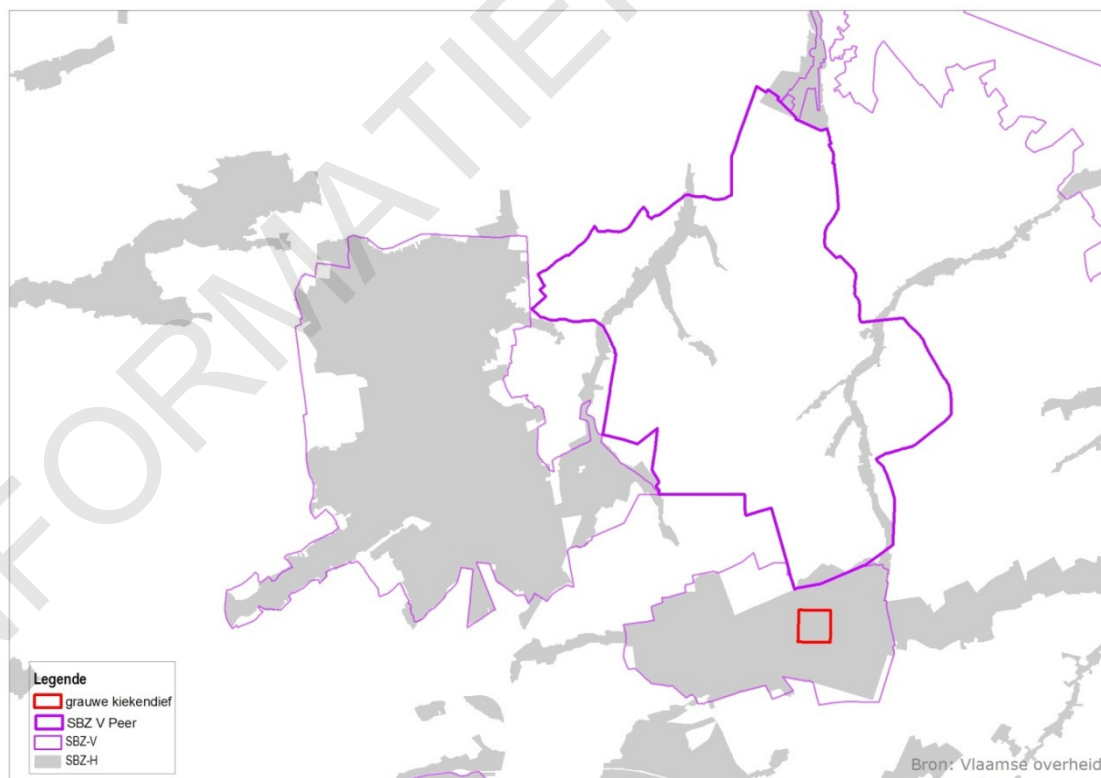 INFORMATIEF
Legende
grauwe kiekendief
SBZ V Peer
SBZ-V
SBZ-H
Bron: Vlaamse overheid